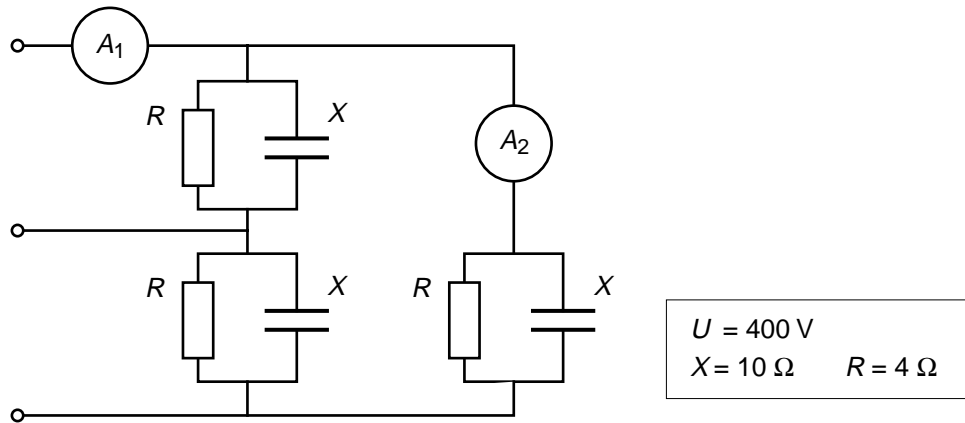 A1
R X
A2
R X R X
U = 400 V
X = 10 Ω R = 4 Ω